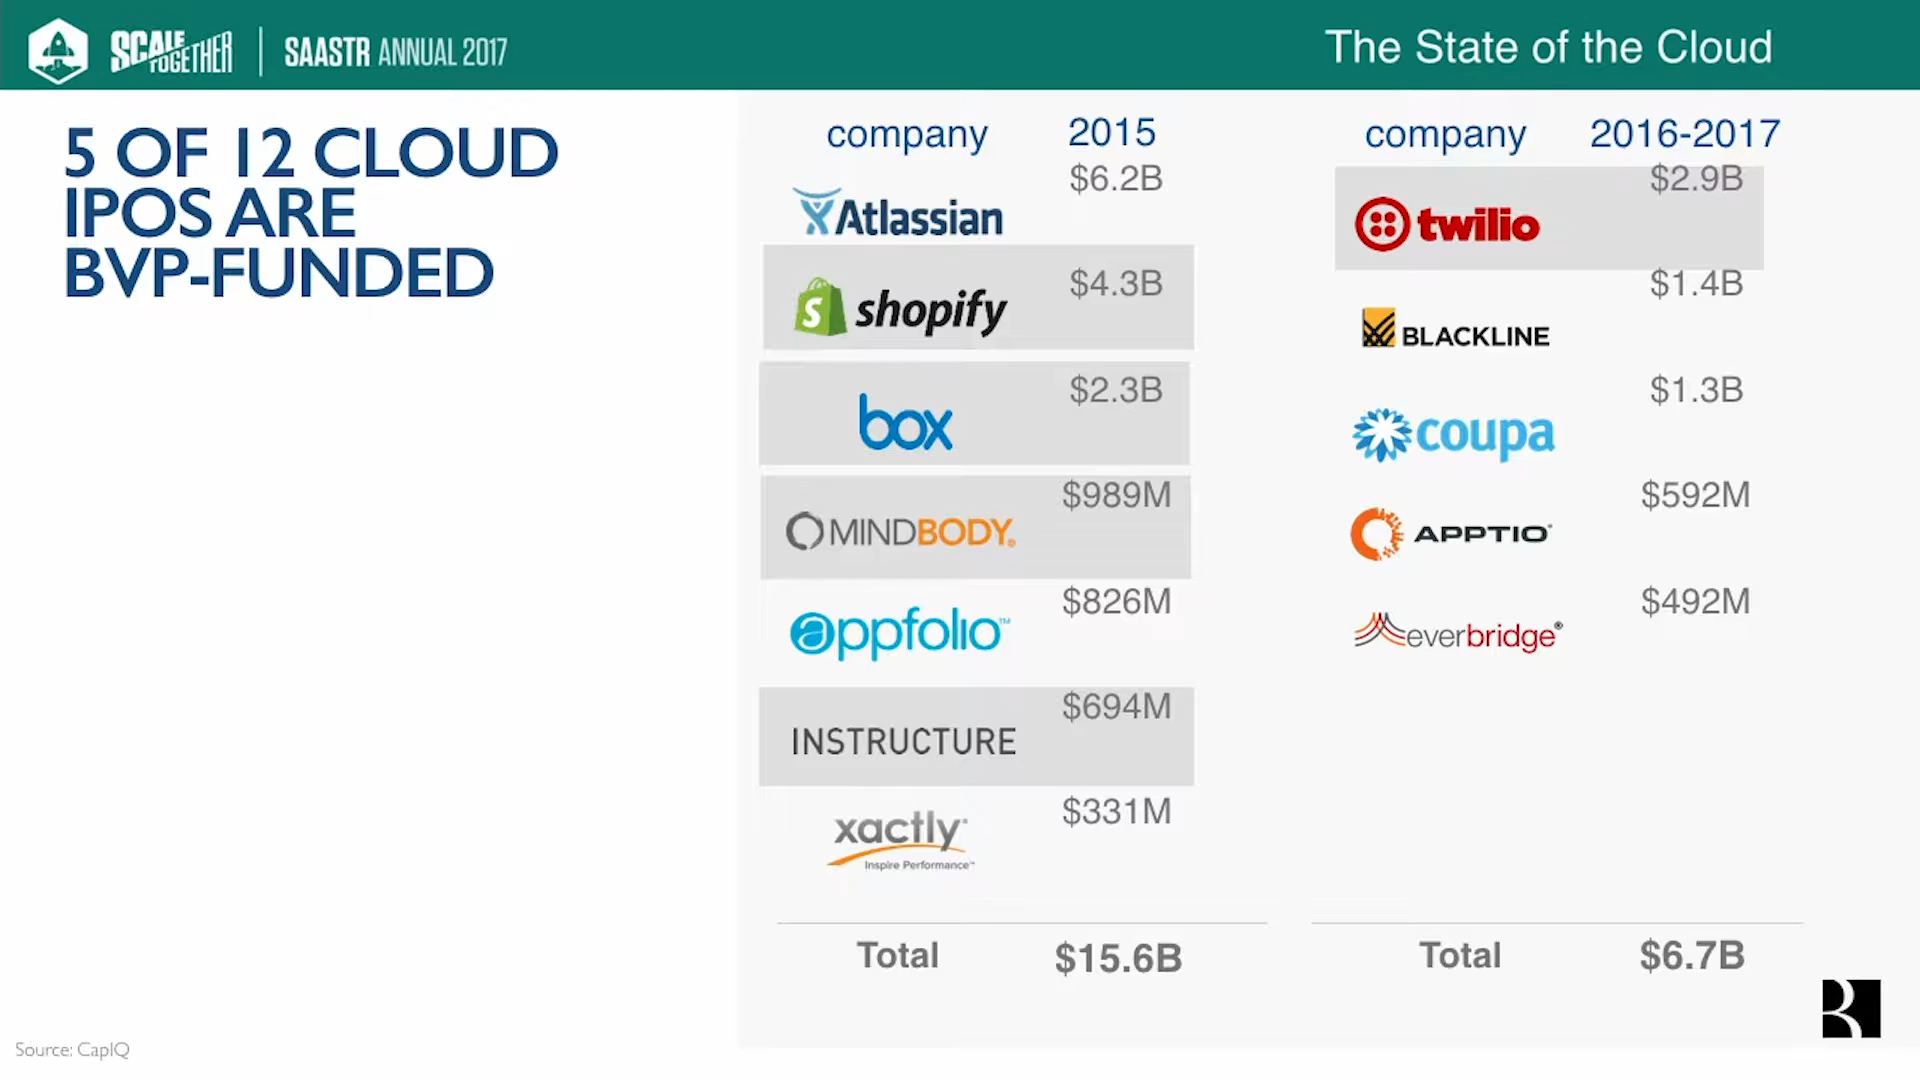 SCALE
TOGETHER
SAASTR ANNUAL 2017
The State of the Cloud
5 OF 12 CLOUD
IPOS ARE
BVP-FUNDED
company 2015
$6.2B
Atlassian
$4.3B
shopify
$2.3B
box
$989M
MINDBODY®
$826M
appfolio™
$694M
INSTRUCTURE
$331M
xactly®
Inspire Performance™
Total $15.6B
company 2016-2017
$2.9B
twilio
$1.4B
BLACKLINE
$1.3B
coupa
$592M
APPTIO®
$492M
everbridge®
Total $6.7B
Source: CapIQ